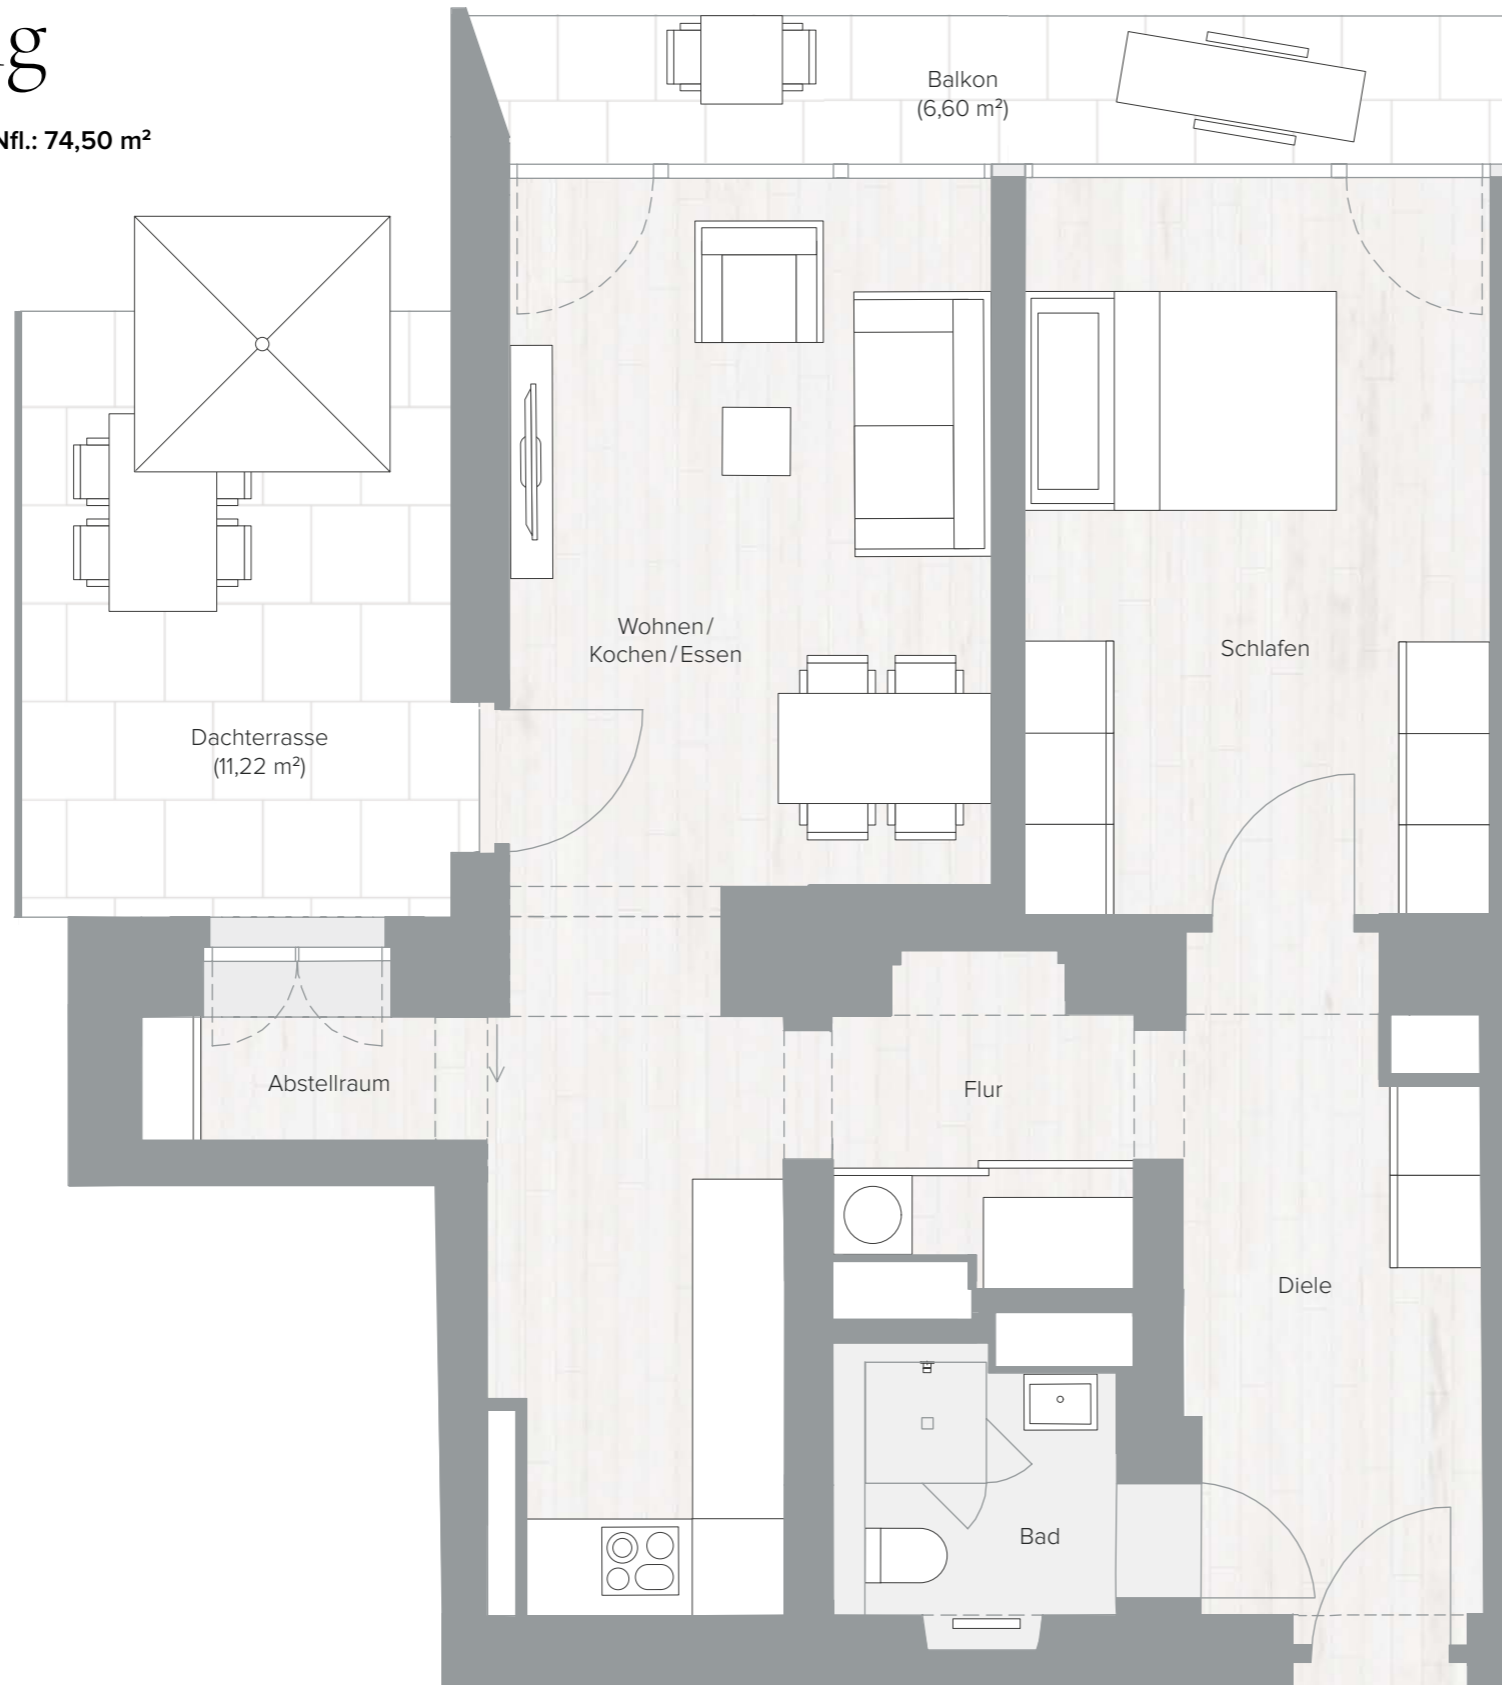 g
Nfl.: 74,50 m²
Balkon
(6,60 m²)
Wohnen/
Kochen/Essen
Schlafen
Dachterrasse
(11,22 m²)
Abstellraum
Flur
Diele
Bad